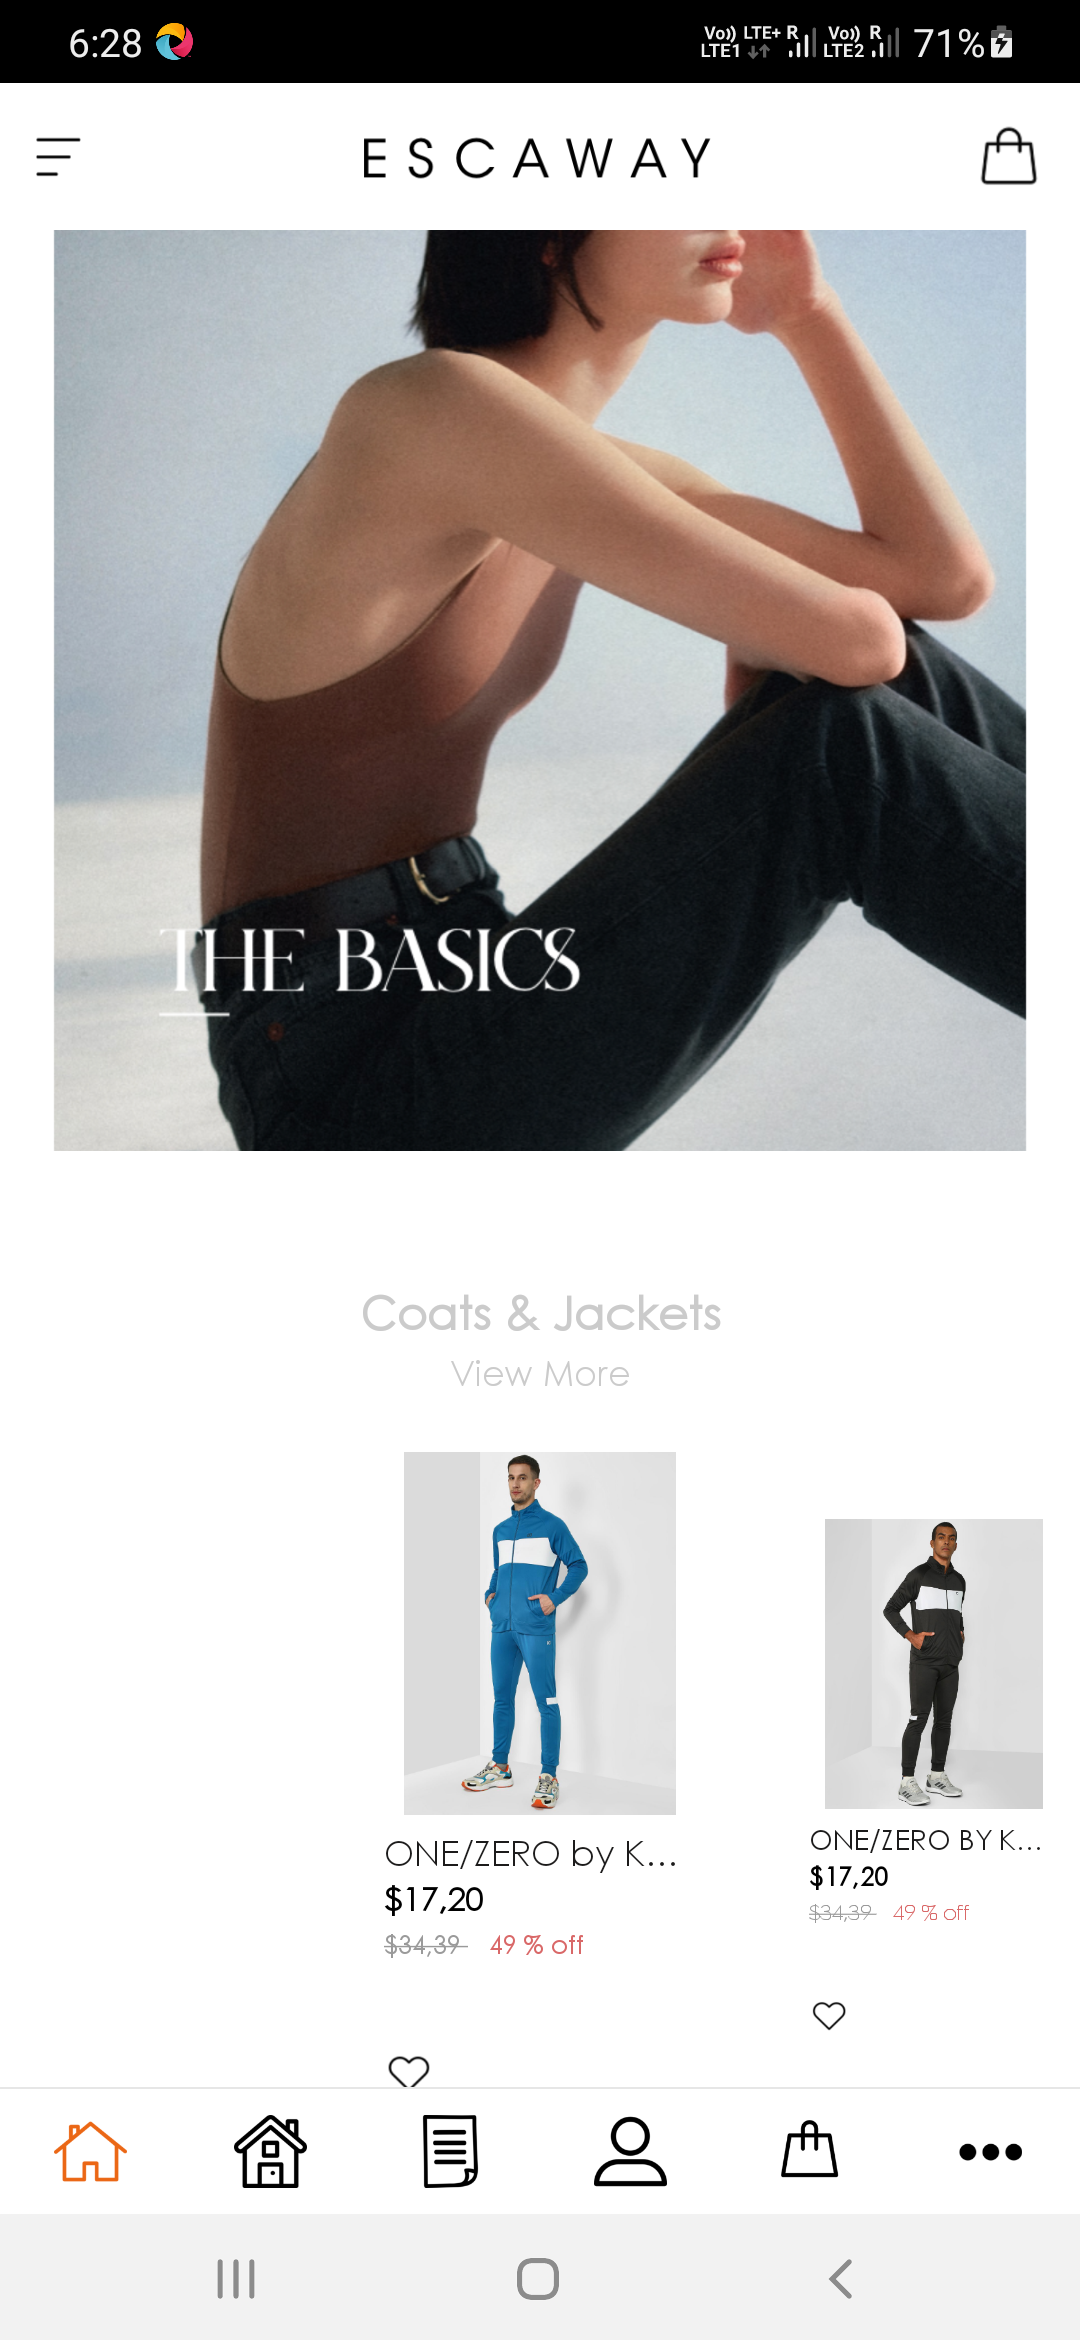 6:28
Vo)) LTE+ R Vo)) R
LTE1 LTE2 71%
ESCAWAY
THE BASICS
Coats & Jackets
View More
ONE/ZERO by K...
$17,20
$34,39 49 % off
ONE/ZERO BY K...
$17,20
$34,39 49 % off